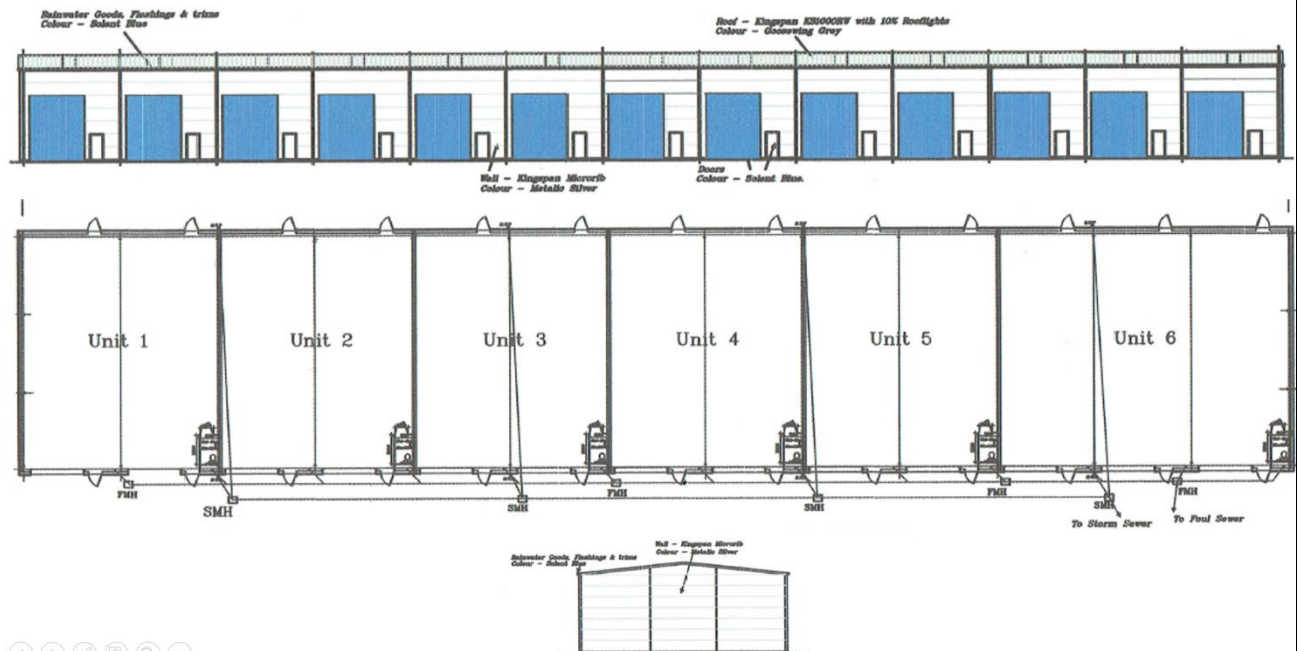 Rainwater Goods, Flashings & trims
Colour - Solent Blue
Roof - Kingspan KS1000RW with 10% Rooflights
Colour - Goosewing Grey
Wall - Kingspan Microrib
Colour - Metalic Silver
Doors
Colour - Solent Blue.
Unit 1
Unit 2
Unit 3
Unit 4
Unit 5
Unit 6
FMH
SMH
SMH
FMH
SMH
FMH
SMH
FMH
To Storm Sewer
To Foul Sewer
Wall - Kingspan Microrib
Colour - Metalic Silver
Rainwater Goods, Flashings & trims
Colour - Solent Blue